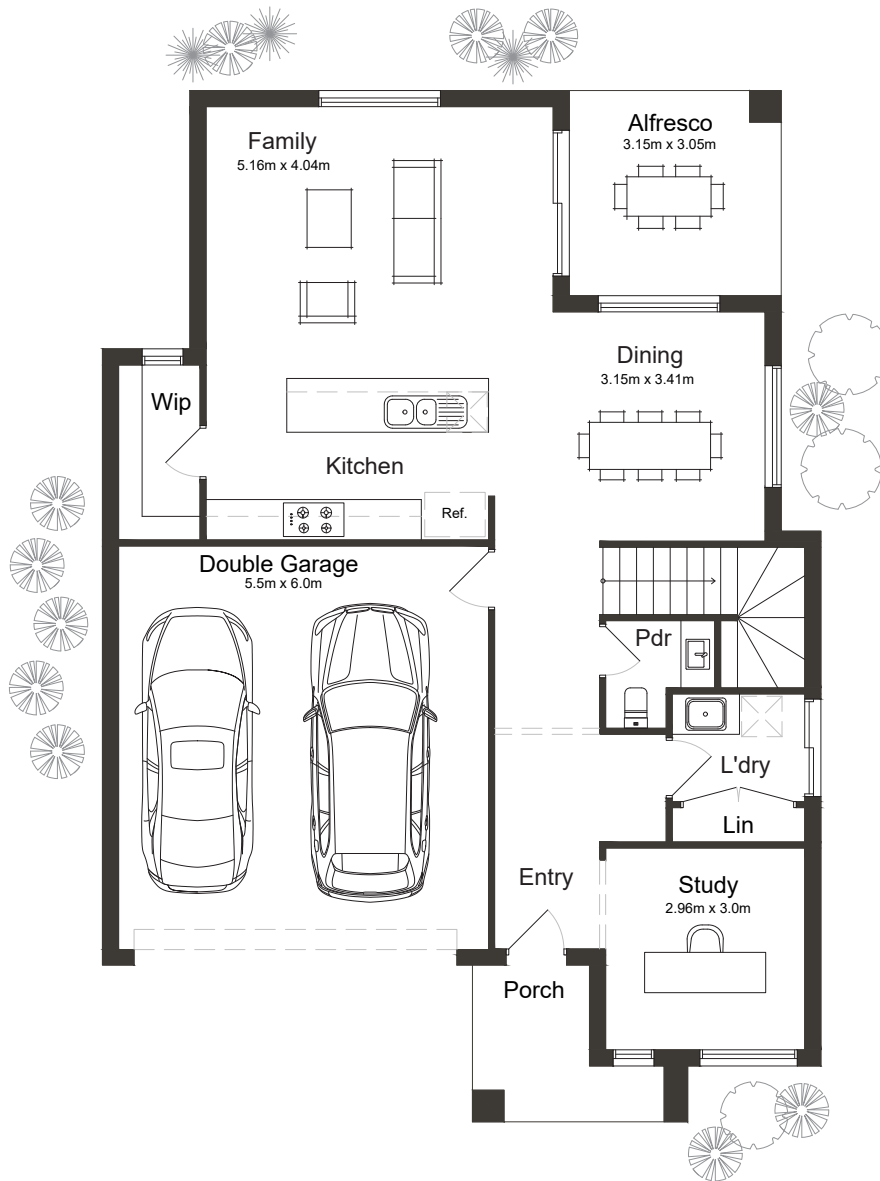 Family
5.16m x 4.04m
Alfresco
3.15m x 3.05m
Dining
3.15m x 3.41m
Wip
Kitchen
Ref.
Double Garage
5.5m x 6.0m
Pdr
L'dry
Lin
Entry
Study
2.96m x 3.0m
Porch